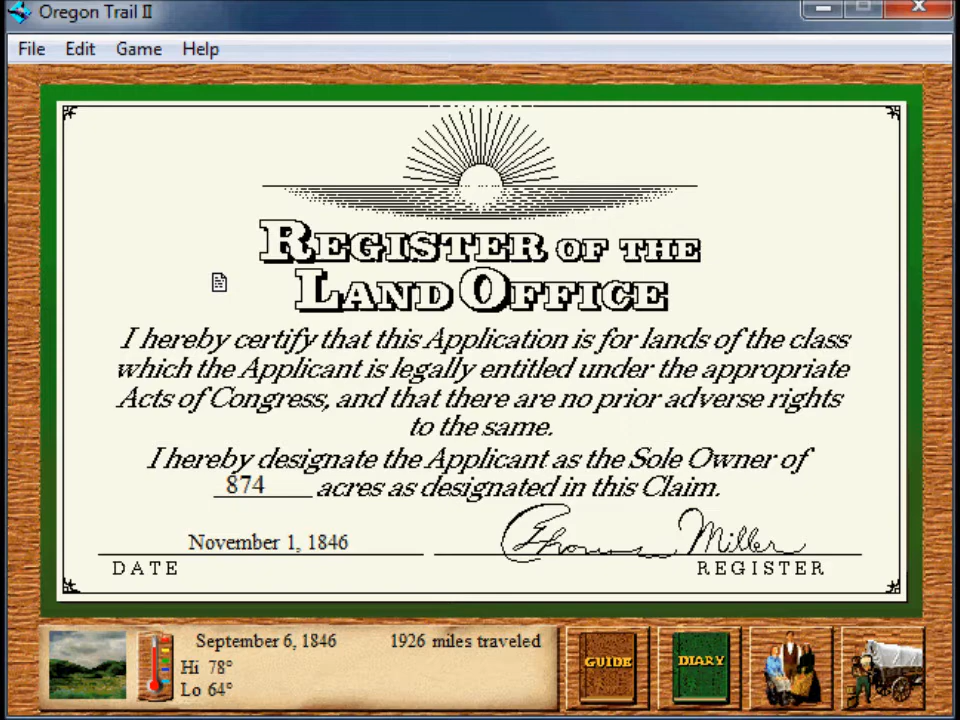 Oregon Trail II
File Edit Game Help
REGISTER OF THE
LAND OFFICE
I hereby certify that this Application is for lands of the class
which the Applicant is legally entitled under the appropriate
Acts of Congress, and that there are no prior adverse rights
to the same.
I hereby designate the Applicant as the Sole Owner of
874 acres as designated in this Claim.
November 1, 1846 Thomas Miller
DATE REGISTER
September 6, 1846 1926 miles traveled
Hi 78°
Lo 64°
GUIDE DIARY